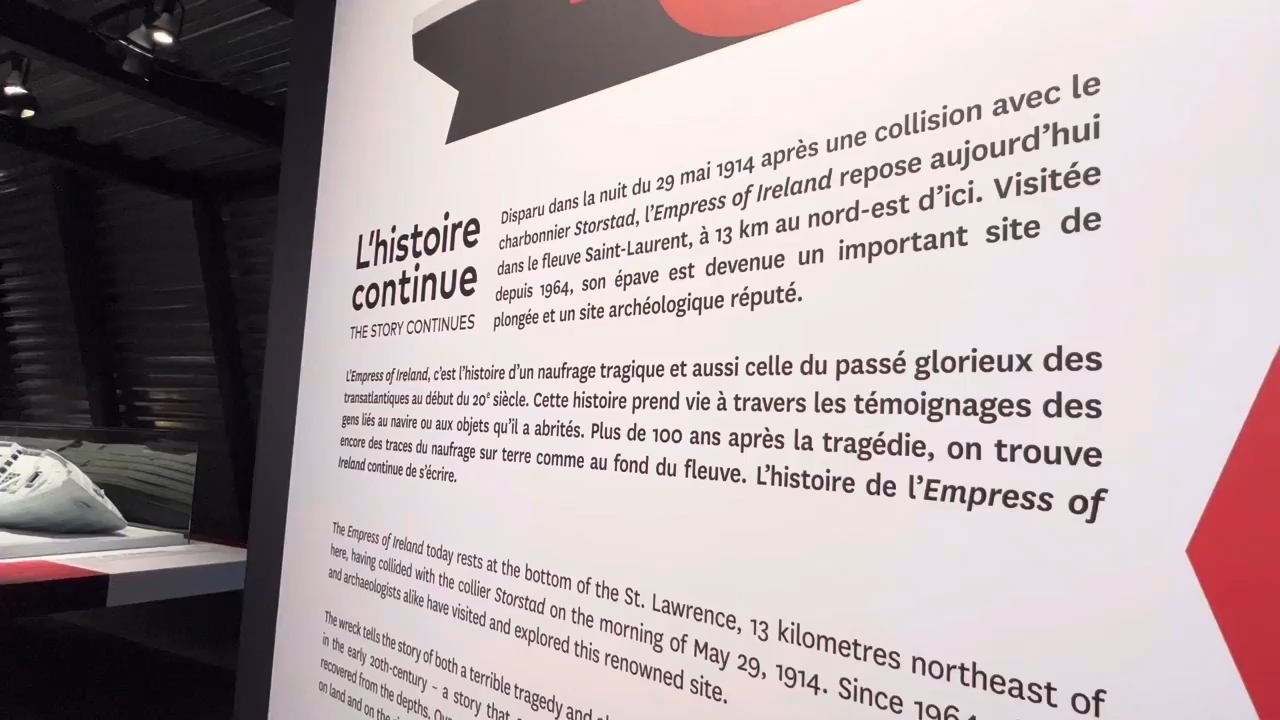 L'histoire
continue
THE STORY CONTINUES
Disparu dans la nuit du 29 mai 1914 après une collision avec le
charbonnier Storstad, l'Empress of Ireland repose aujourd'hui
dans le fleuve Saint-Laurent, à 13 km au nord-est d'ici. Visitée
depuis 1964, son épave est devenue un important site de
plongée et un site archéologique réputé.
L'Empress of Ireland, c'est l'histoire d'un naufrage tragique et aussi celle du passé glorieux des
transatlantiques au début du 20e siècle. Cette histoire prend vie à travers les témoignages des
gens liés au navire ou aux objets qu'il a abrités. Plus de 100 ans après la tragédie, on trouve
encore des traces du naufrage sur terre comme au fond du fleuve. L'histoire de l'Empress of
Ireland continue de s'écrire.
The Empress of Ireland today rests at the bottom of the St. Lawrence, 13 kilometres northeast of
here, having collided with the collier Storstad on the morning of May 29, 1914. Since
and archaeologists alike have visited and explored this renowned site.
The wreck tells the story of both a terrible tragedy and
in the early 20th-century – a story that
recovered from the depths.
on land and on the